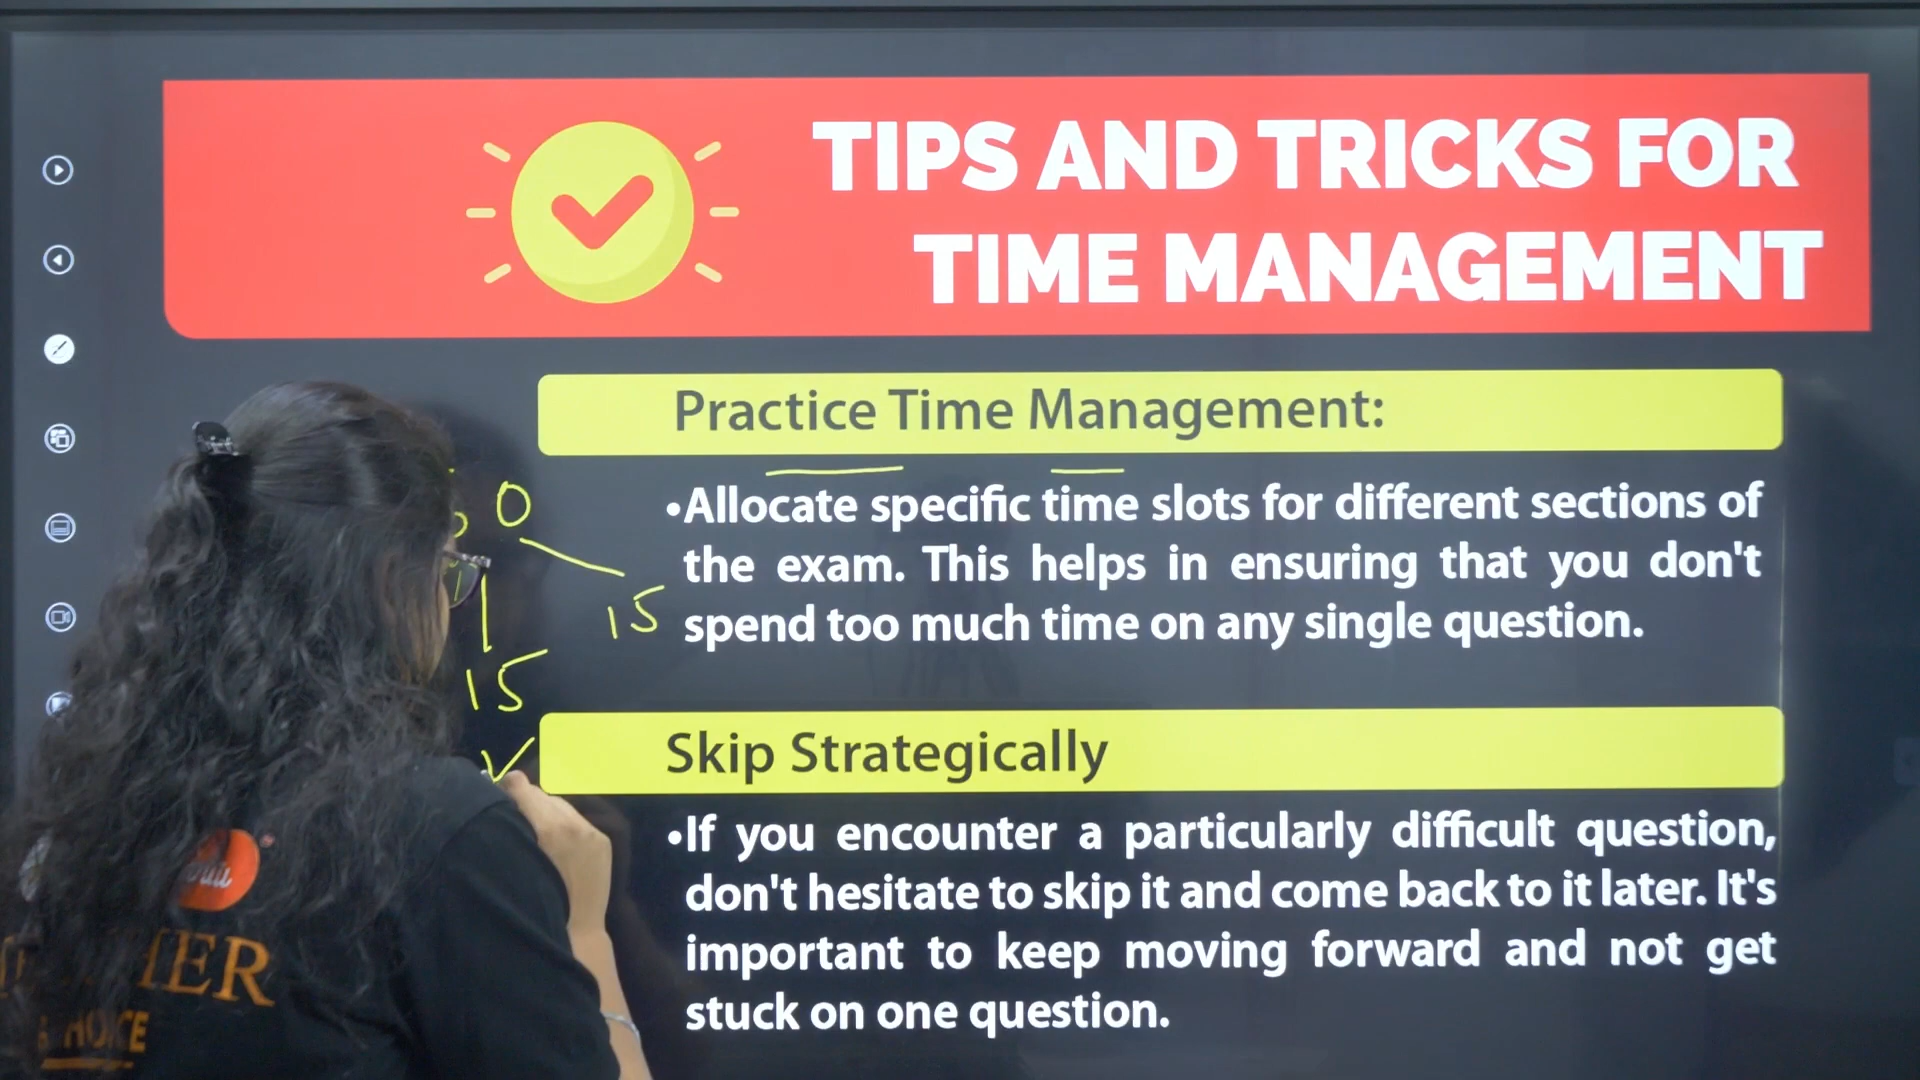 TIPS AND TRICKS FOR
TIME MANAGEMENT
Practice Time Management:
•Allocate specific time slots for different sections of
the exam. This helps in ensuring that you don't
spend too much time on any single question.
0
15
15
Skip Strategically
•If you encounter a particularly difficult question,
don't hesitate to skip it and come back to it later. It's
important to keep moving forward and not get
stuck on one question.